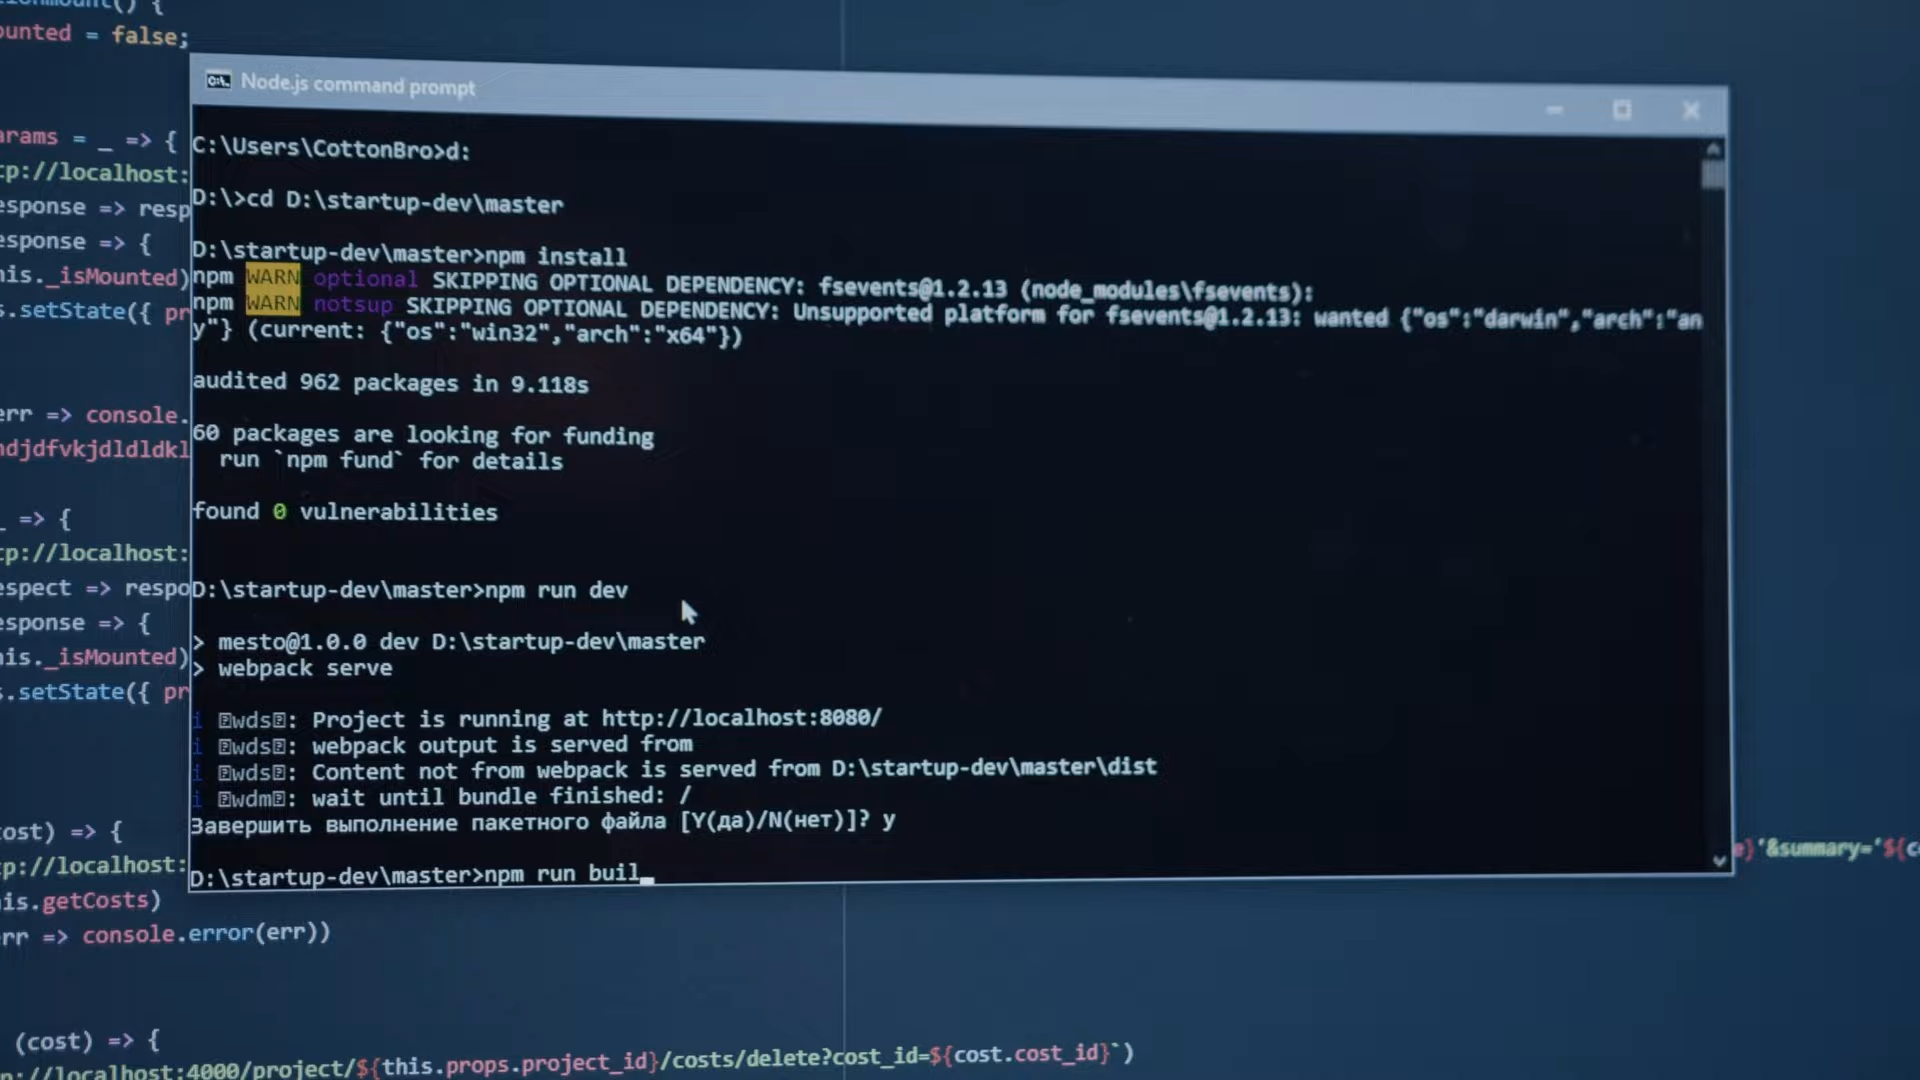 ounted = false;
Node.js command prompt
C:\Users\CottonBro>d:
D:\>cd D:\startup-dev\master
D:\startup-dev\master>npm install
npm WARN optional SKIPPING OPTIONAL DEPENDENCY: fsevents@1.2.13 (node_modules\fsevents):
npm WARN notsup SKIPPING OPTIONAL DEPENDENCY: Unsupported platform for fsevents@1.2.13: wanted {"os":"darwin","arch":"an
y"} (current: {"os":"win32","arch":"x64"})
audited 962 packages in 9.118s
60 packages are looking for funding
run `npm fund` for details
found 0 vulnerabilities
D:\startup-dev\master>npm run dev
> mesto@1.0.0 dev D:\startup-dev\master
> webpack serve
i ⍰wds⍰: Project is running at http://localhost:8080/
i ⍰wds⍰: webpack output is served from
i ⍰wds⍰: Content not from webpack is served from D:\startup-dev\master\dist
i ⍰wdm⍰: wait until bundle finished: /
Завершить выполнение пакетного файла [Y(да)/N(нет)]? y
D:\startup-dev\master>npm run buil_
arams = _ => {
tp://localhost:
esponse => resp
esponse => {
his._isMounted)
s.setState({ pr
err => console.
ndjdfvkjdldldkl
_ => {
tp://localhost:
espect => respo
esponse => {
his._isMounted)
s.setState({ pr
cost) => {
tp://localhost:
}'&summary='${c
his.getCosts)
err => console.error(err))
(cost) => {
p://localhost:4000/project/${this.props.project_id}/costs/delete?cost_id=${cost.cost_id}`)